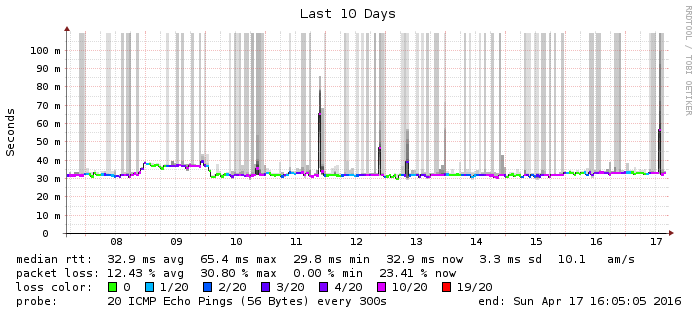 Last 10 Days
RRDTOOL / TOBI OETIKER
Seconds
100 m
90 m
80 m
70 m
60 m
50 m
40 m
30 m
20 m
10 m
0
08 09 10 11 12 13 14 15 16 17
median rtt: 32.9 ms avg 65.4 ms max 29.8 ms min 32.9 ms now 3.3 ms sd 10.1 am/s
packet loss: 12.43 % avg 30.80 % max 0.00 % min 23.41 % now
loss color: 0 1/20 2/20 3/20 4/20 10/20 19/20
probe: 20 ICMP Echo Pings (56 Bytes) every 300s end: Sun Apr 17 16:05:05 2016